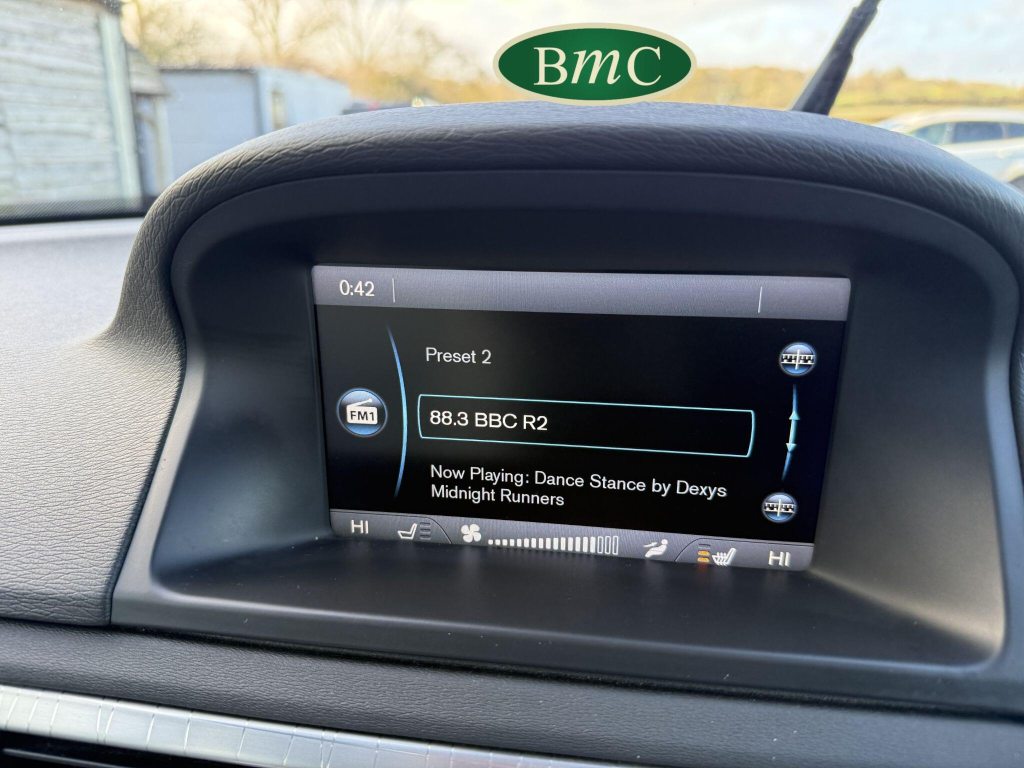 BmC
0:42
Preset 2
FM1
88.3 BBC R2
Now Playing: Dance Stance by Dexys
Midnight Runners
HI
HI